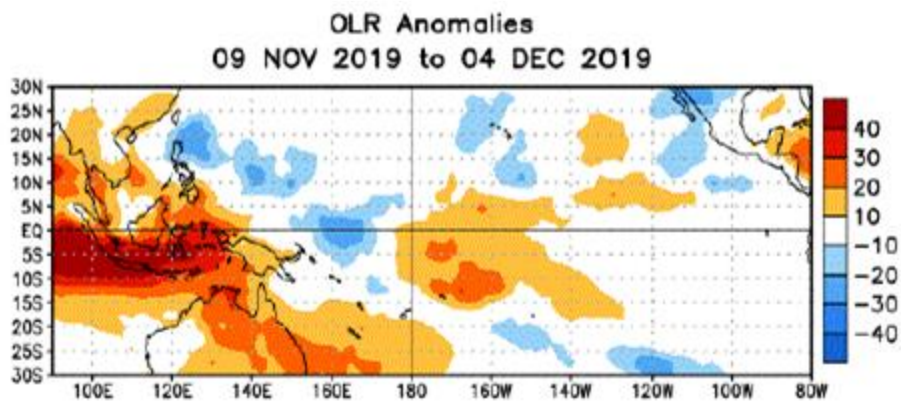 OLR Anomalies
09 NOV 2019 to 04 DEC 2019
30N
25N
20N
15N
10N
5N
EQ
5S
10S
15S
20S
25S
30S
100E 120E 140E 160E 180 160W 140W 120W 100W 80W
40
30
20
10
-10
-20
-30
-40